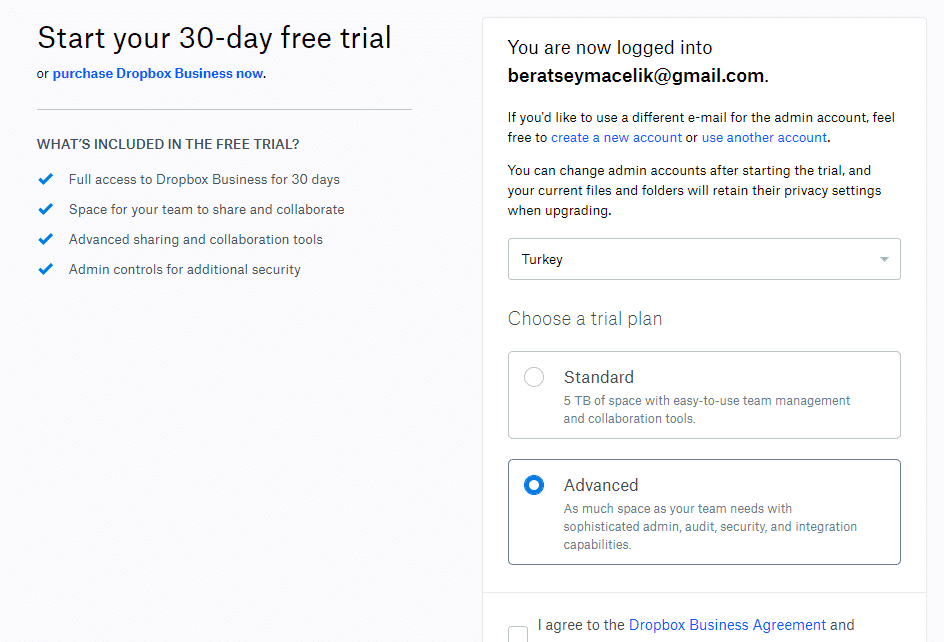 Start your 30-day free trial
or purchase Dropbox Business now.
WHAT'S INCLUDED IN THE FREE TRIAL?
Full access to Dropbox Business for 30 days
Space for your team to share and collaborate
Advanced sharing and collaboration tools
Admin controls for additional security
You are now logged into
beratseymacelik@gmail.com.
If you'd like to use a different e-mail for the admin account, feel
free to create a new account or use another account.
You can change admin accounts after starting the trial, and
your current files and folders will retain their privacy settings
when upgrading.
Turkey
Choose a trial plan
Standard
5 TB of space with easy-to-use team management
and collaboration tools.
Advanced
As much space as your team needs with
sophisticated admin, audit, security, and integration
capabilities.
I agree to the Dropbox Business Agreement and